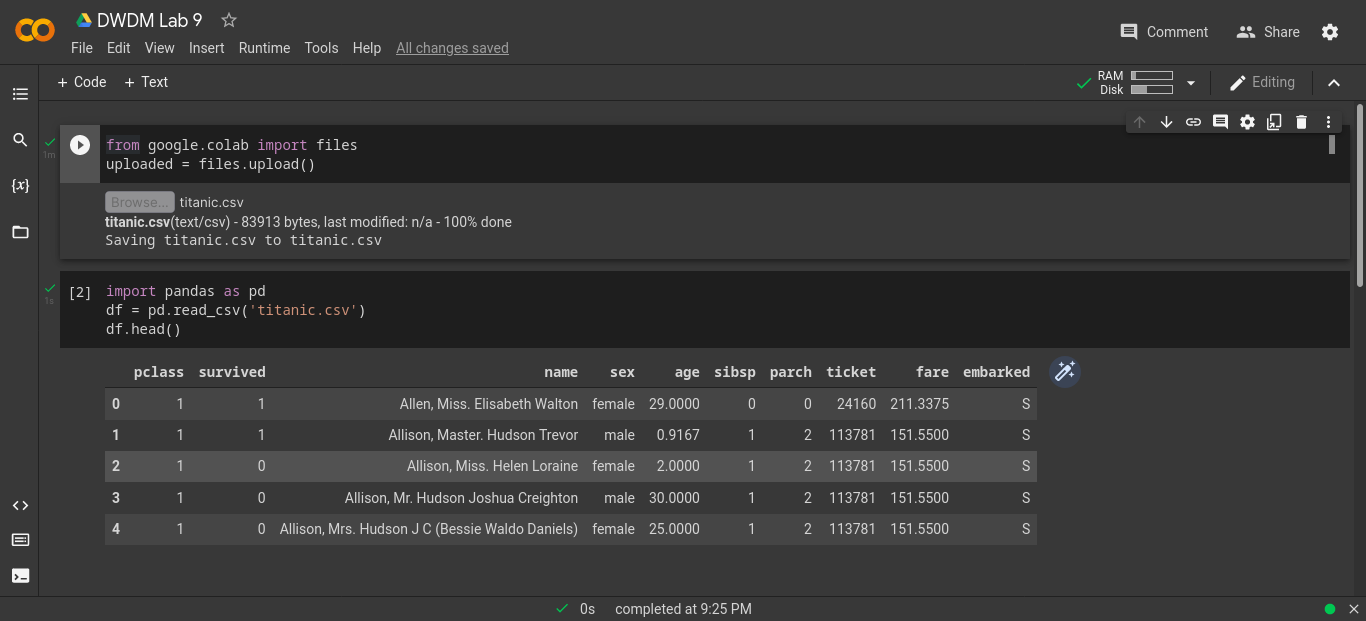 DWDM Lab 9
File Edit View Insert Runtime Tools Help All changes saved
Comment Share
+ Code + Text
RAM
Disk
Editing
1m
from google.colab import files
uploaded = files.upload()
Browse... titanic.csv
titanic.csv(text/csv) - 83913 bytes, last modified: n/a - 100% done
Saving titanic.csv to titanic.csv
{x}
1s
[2] import pandas as pd
df = pd.read_csv('titanic.csv')
df.head()
pclass survived name sex age sibsp parch ticket fare embarked
0 1 1 Allen, Miss. Elisabeth Walton female 29.0000 0 0 24160 211.3375 S
1 1 1 Allison, Master. Hudson Trevor male 0.9167 1 2 113781 151.5500 S
2 1 0 Allison, Miss. Helen Loraine female 2.0000 1 2 113781 151.5500 S
3 1 0 Allison, Mr. Hudson Joshua Creighton male 30.0000 1 2 113781 151.5500 S
4 1 0 Allison, Mrs. Hudson J C (Bessie Waldo Daniels) female 25.0000 1 2 113781 151.5500 S
0s completed at 9:25 PM